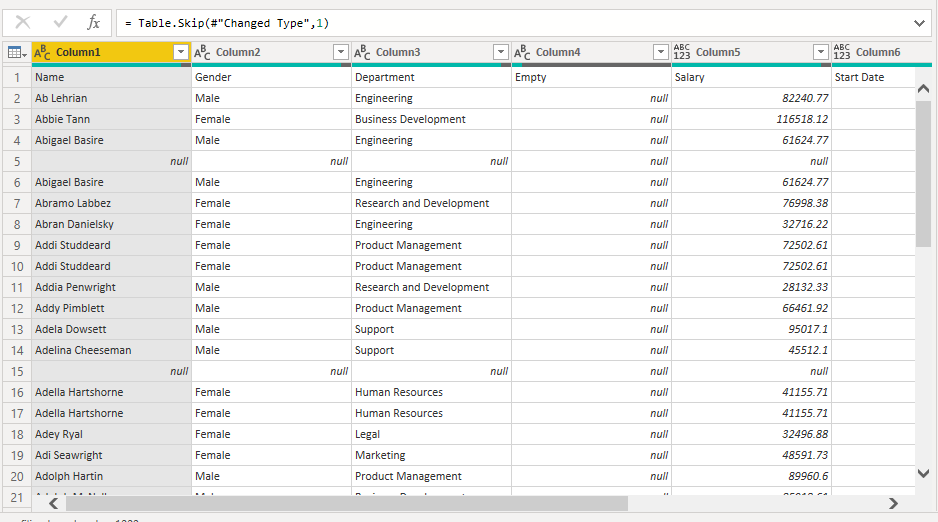 fx = Table.Skip(#"Changed Type",1)
ABC Column1 ABC Column2 ABC Column3 ABC Column4 ABC123 Column5 ABC123 Column6
1 Name Gender Department Empty Salary Start Date
2 Ab Lehrian Male Engineering null 82240.77
3 Abbie Tann Female Business Development null 116518.12
4 Abigael Basire Male Engineering null 61624.77
5 null null null null null
6 Abigael Basire Male Engineering null 61624.77
7 Abramo Labbez Female Research and Development null 76998.38
8 Abran Danielsky Female Engineering null 32716.22
9 Addi Studdeard Female Product Management null 72502.61
10 Addi Studdeard Female Product Management null 72502.61
11 Addia Penwright Male Research and Development null 28132.33
12 Addy Pimblett Male Product Management null 66461.92
13 Adela Dowsett Male Support null 95017.1
14 Adelina Cheeseman Male Support null 45512.1
15 null null null null null
16 Adella Hartshorne Female Human Resources null 41155.71
17 Adella Hartshorne Female Human Resources null 41155.71
18 Adey Ryal Female Legal null 32496.88
19 Adi Seawright Female Marketing null 48591.73
20 Adolph Hartin Male Product Management null 89960.6
21